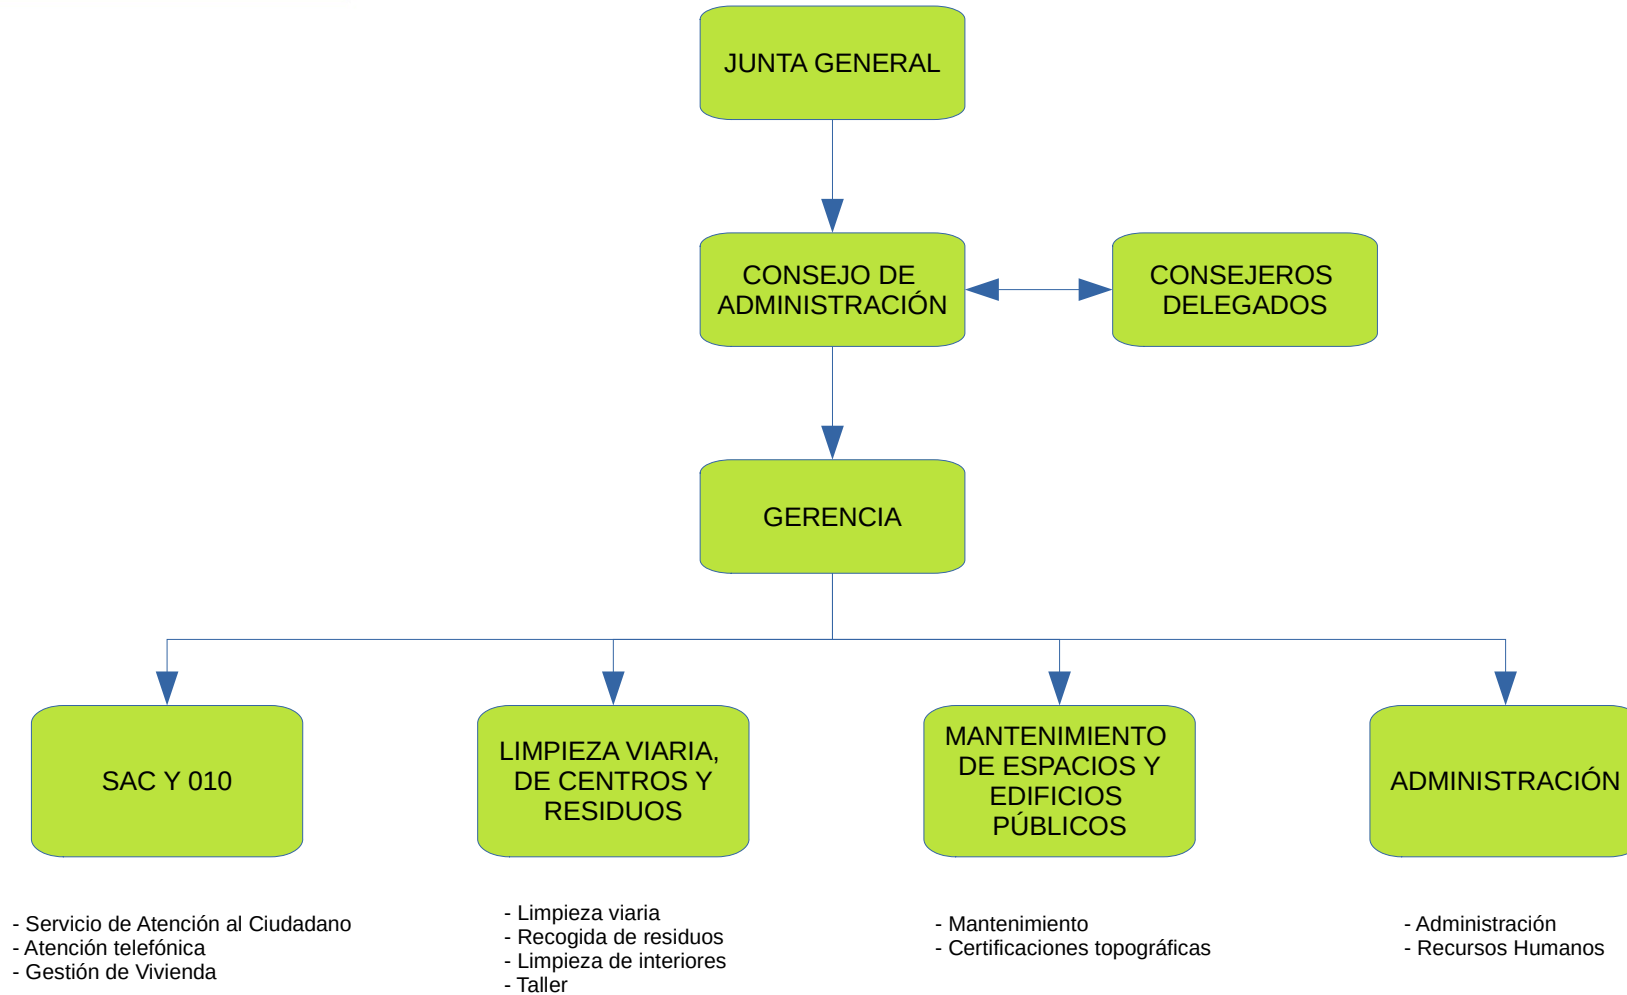 JUNTA GENERAL
CONSEJO DE
ADMINISTRACIÓN
CONSEJEROS
DELEGADOS
GERENCIA
SAC Y 010
LIMPIEZA VIARIA,
DE CENTROS Y
RESIDUOS
MANTENIMIENTO
DE ESPACIOS Y
EDIFICIOS
PÚBLICOS
ADMINISTRACIÓN
- Servicio de Atención al Ciudadano
- Atención telefónica
- Gestión de Vivienda
- Limpieza viaria
- Recogida de residuos
- Limpieza de interiores
- Taller
- Mantenimiento
- Certificaciones topográficas
- Administración
- Recursos Humanos